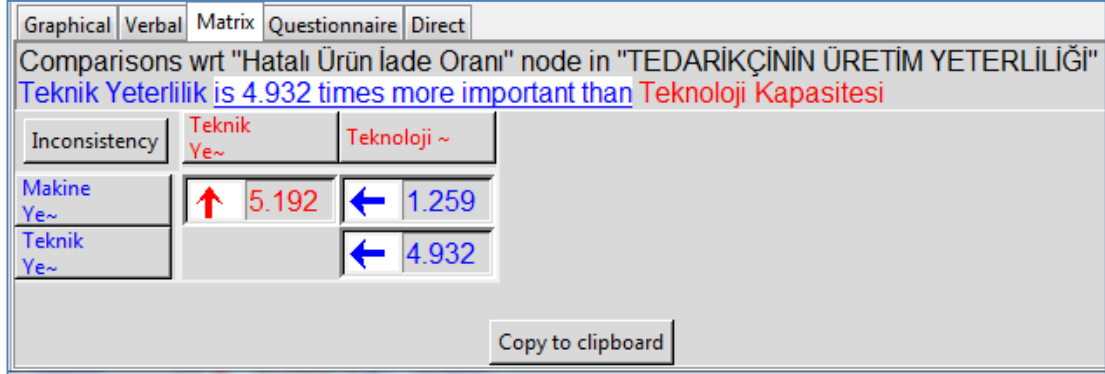 Graphical Verbal Matrix Questionnaire Direct
Comparisons wrt "Hatalı Ürün İade Oranı" node in "TEDARİKÇİNİN ÜRETİM YETERLİLİĞİ"
Teknik Yeterlilik is 4.932 times more important than Teknoloji Kapasitesi
Inconsistency
Teknik
Ye~
Teknoloji ~
Makine
Ye~
5.192
1.259
Teknik
Ye~
4.932
Copy to clipboard